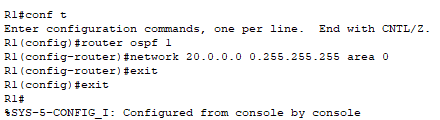 R1#conf t
Enter configuration commands, one per line.  End with CNTL/Z.
R1(config)#router ospf 1
R1(config-router)#network 20.0.0.0 0.255.255.255 area 0
R1(config-router)#exit
R1(config)#exit
R1#
%SYS-5-CONFIG_I: Configured from console by console